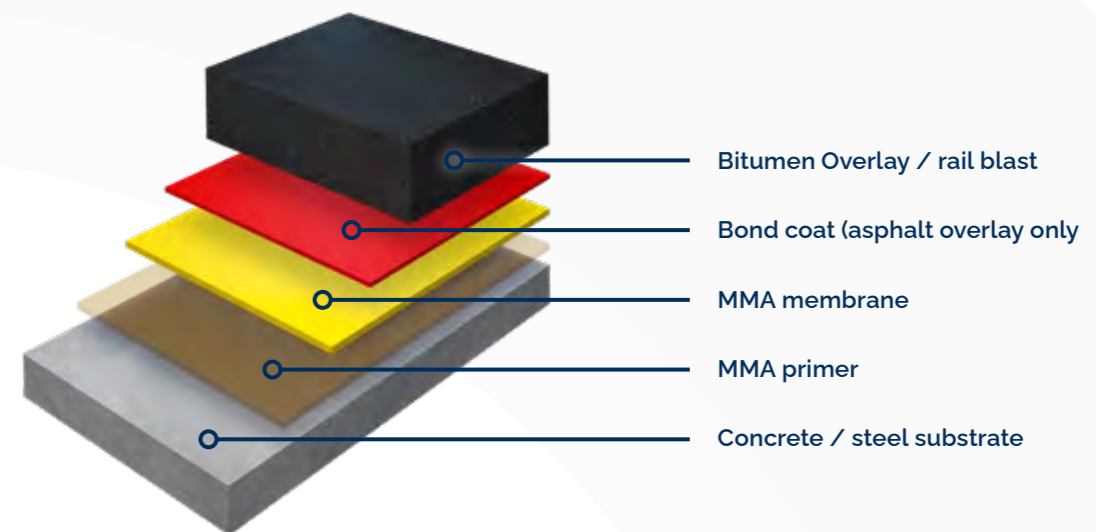 Bitumen Overlay / rail blast
Bond coat (asphalt overlay only
MMA membrane
MMA primer
Concrete / steel substrate